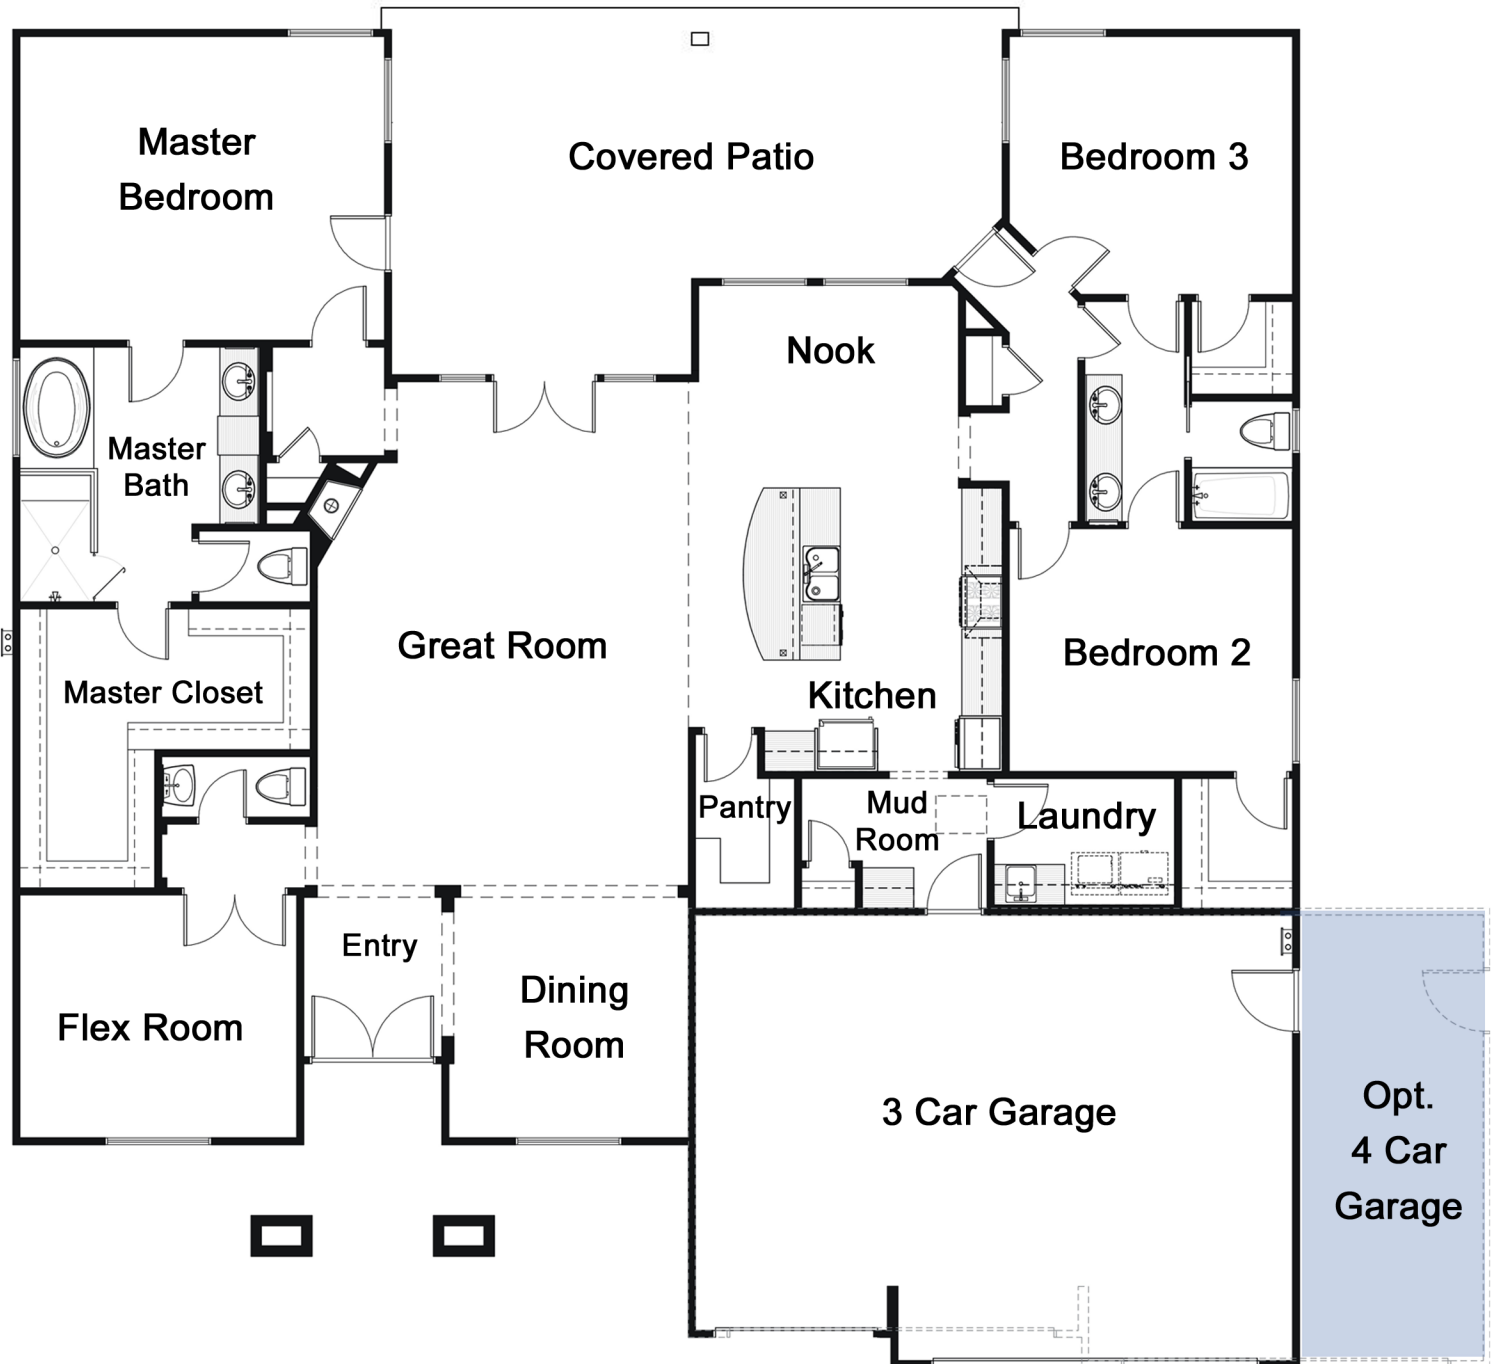 Master
Bedroom
Covered Patio
Bedroom 3
Nook
Master
Bath
Great Room
Bedroom 2
Master Closet
Kitchen
Pantry
Mud
Room
Laundry
Entry
Dining
Room
Flex Room
3 Car Garage
Opt.
4 Car
Garage